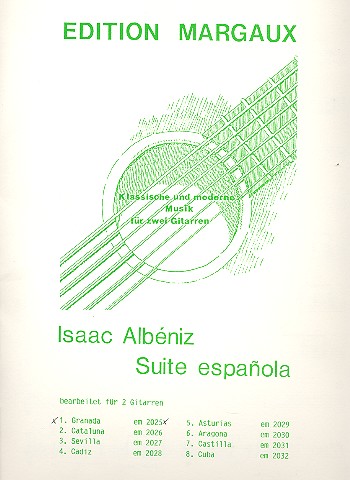 EDITION MARGAUX
Klassische und moderne
Musik
für zwei Gitarren
Isaac Albéniz
Suite española
bearbeitet für 2 Gitarren
x 1. Granada em 2025x
2. Cataluna em 2026
3. Sevilla em 2027
4. Cadiz em 2028
5. Asturias em 2029
6. Aragona em 2030
7. Castilla em 2031
8. Cuba em 2032